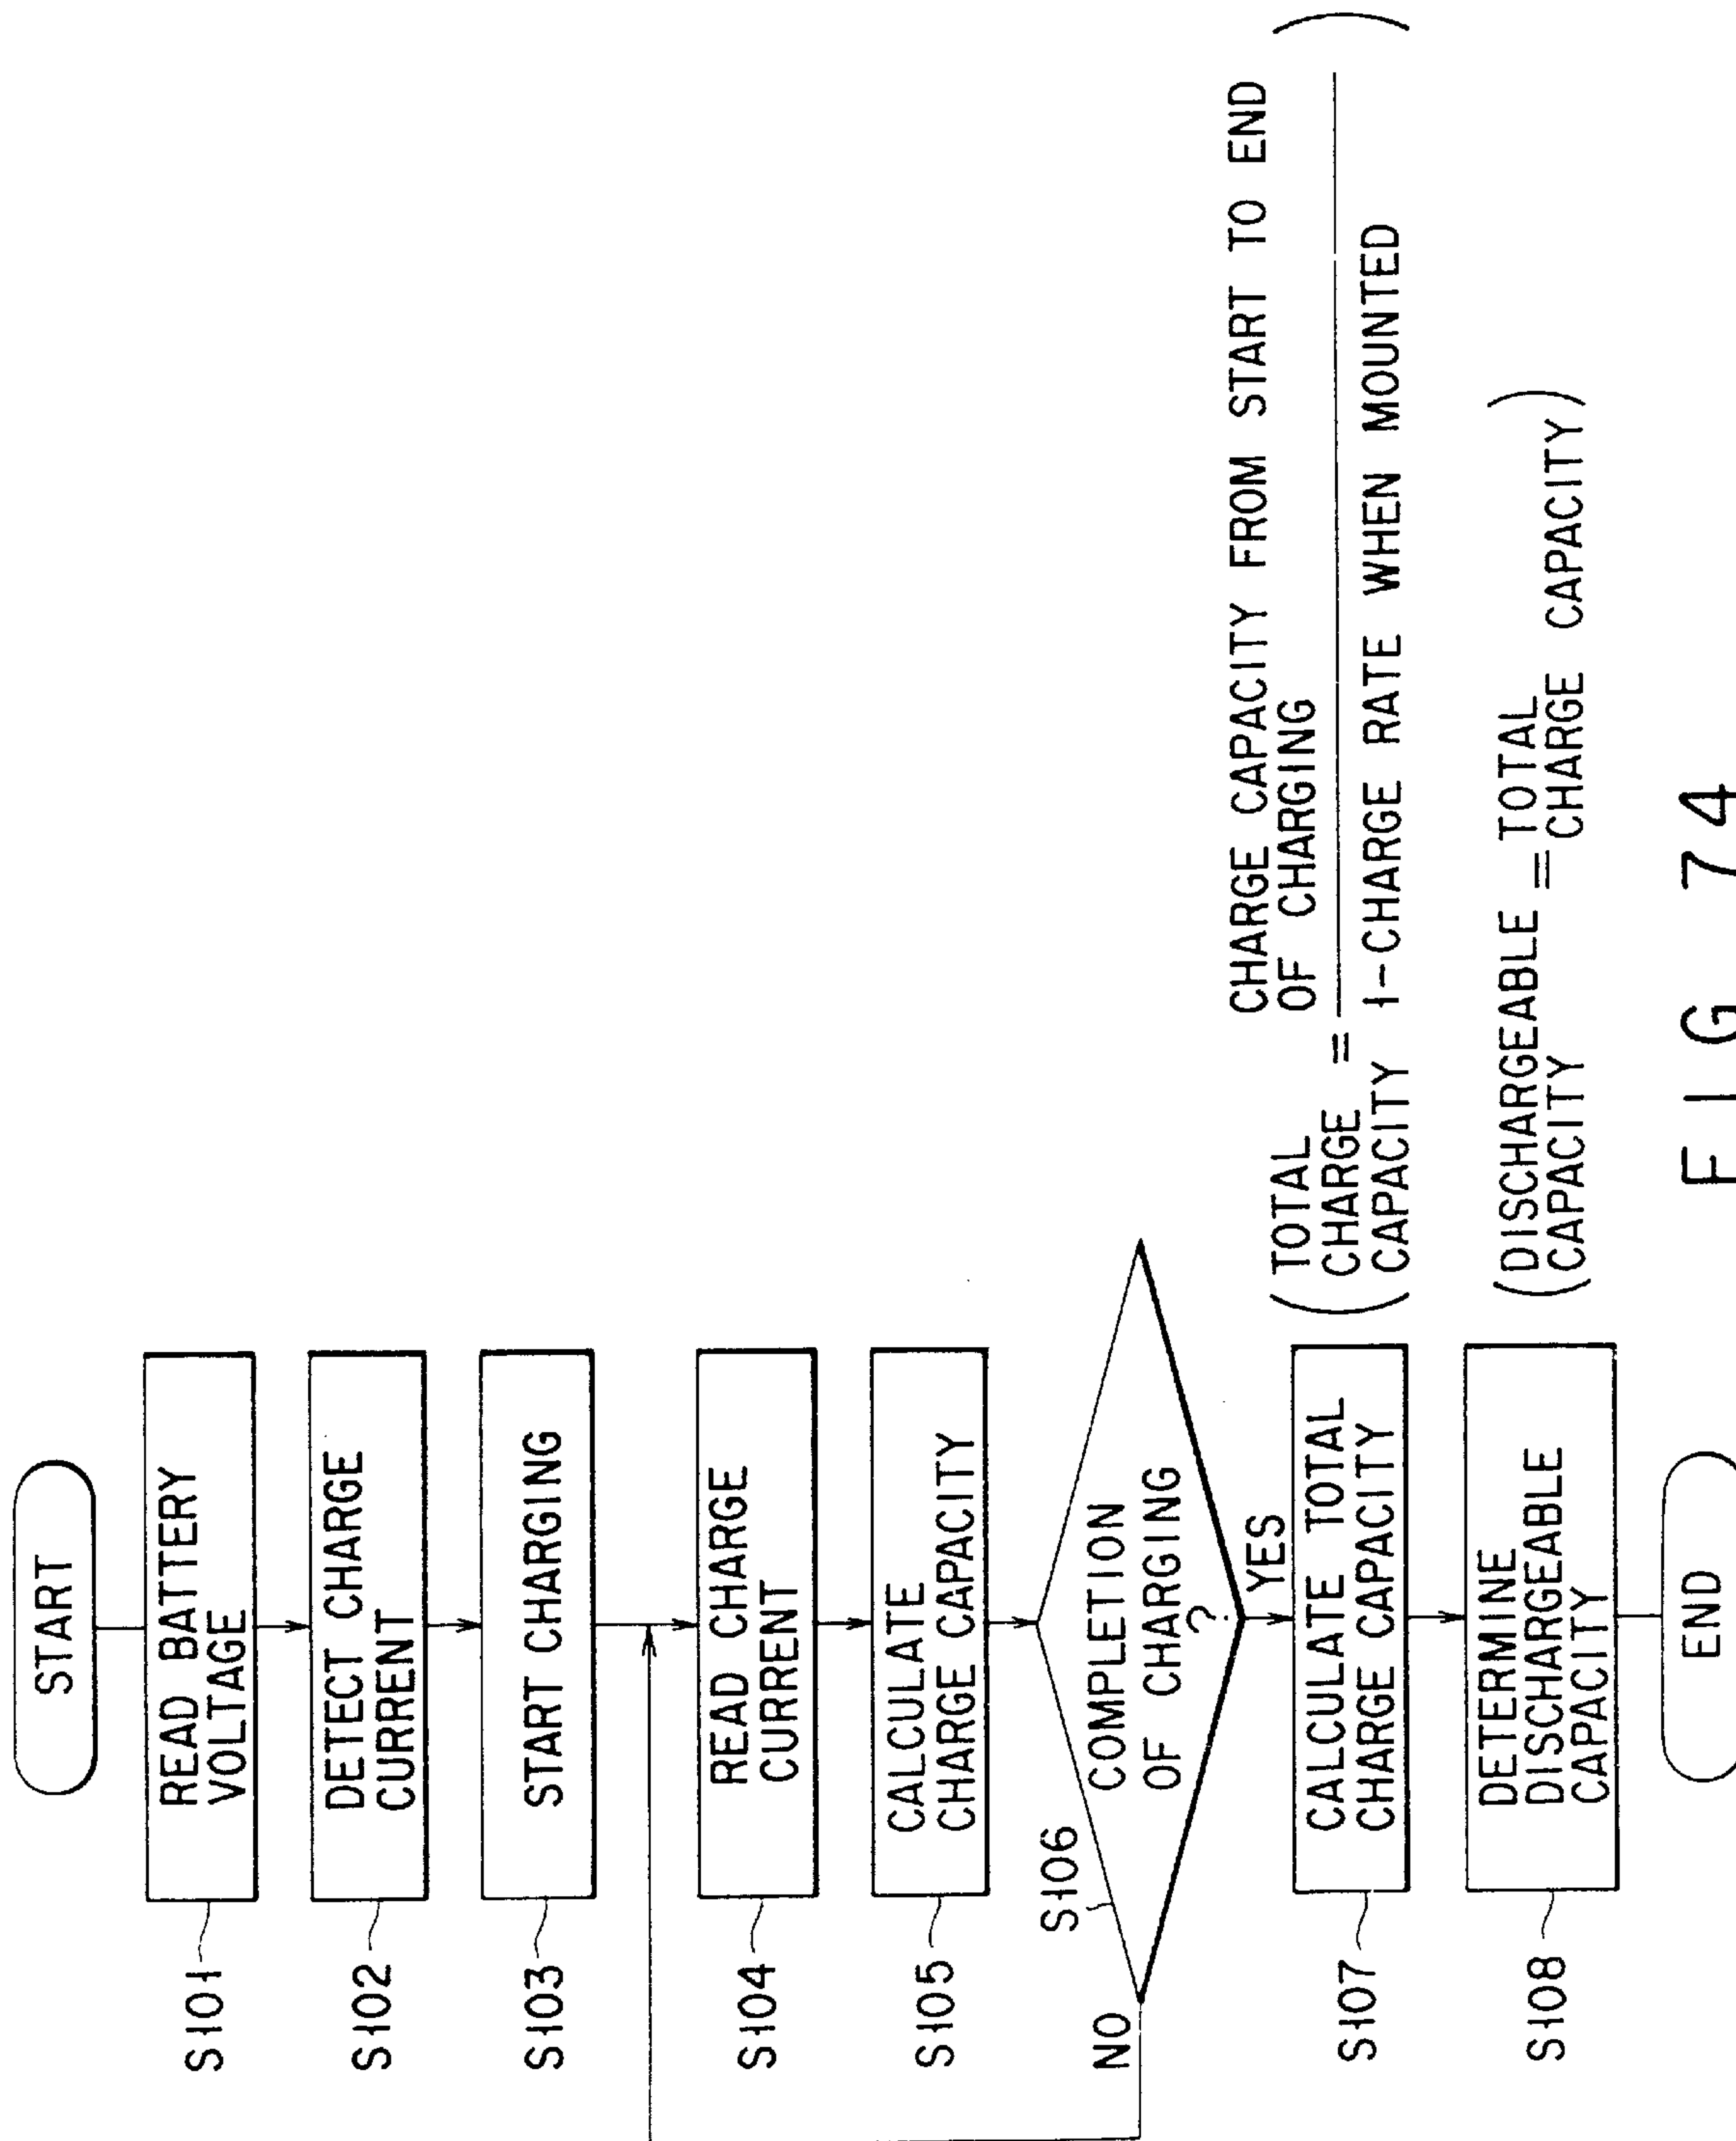 START
S101
READ BATTERY
VOLTAGE
S102
DETECT CHARGE
CURRENT
S103
START CHARGING
S104
READ CHARGE
CURRENT
S105
CALCULATE
CHARGE CAPACITY
S106
COMPLETION
OF CHARGING
?
NO
YES
S107
CALCULATE TOTAL
CHARGE CAPACITY
(TOTAL
CHARGE =
CAPACITY
CHARGE CAPACITY FROM START TO END
OF CHARGING
1-CHARGE RATE WHEN MOUNTED)
S108
DETERMINE
DISCHARGEABLE
CAPACITY
(DISCHARGEABLE = TOTAL
CAPACITY CHARGE CAPACITY)
END
FIG 74